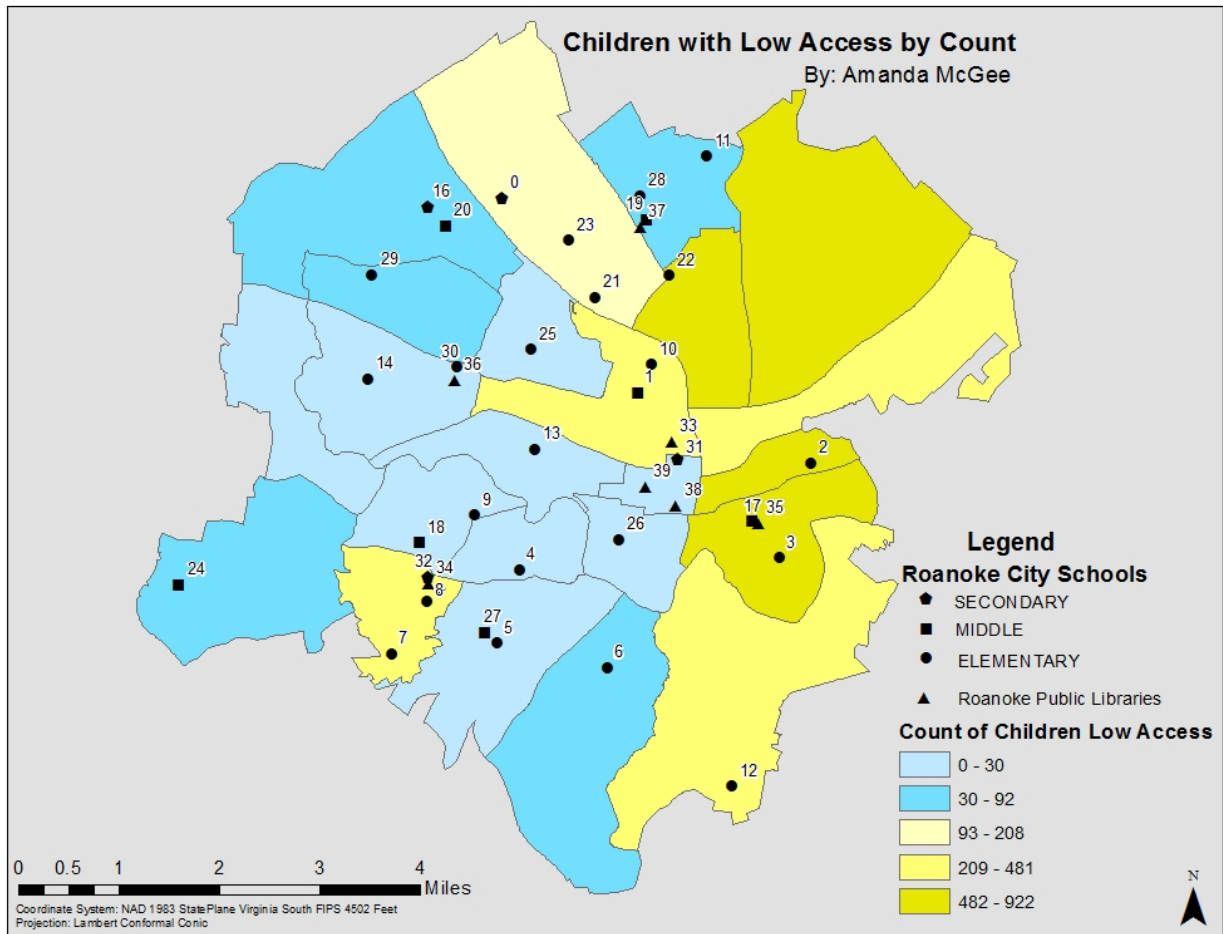 Children with Low Access by Count
By: Amanda McGee
11
28
16
0
19 37
20
23
29
22
21
25
30
36
10
14
1
33
13
31
2
39
38
9
17 35
18
26
4
3
32 34
24
8
27
5
7
6
12
Legend
Roanoke City Schools
SECONDARY
MIDDLE
ELEMENTARY
Roanoke Public Libraries
Count of Children Low Access
0 - 30
30 - 92
93 - 208
209 - 481
482 - 922
0 0.5 1 2 3 4
Miles
Coordinate System: NAD 1983 StatePlane Virginia South FIPS 4502 Feet
Projection: Lambert Conformal Conic
N